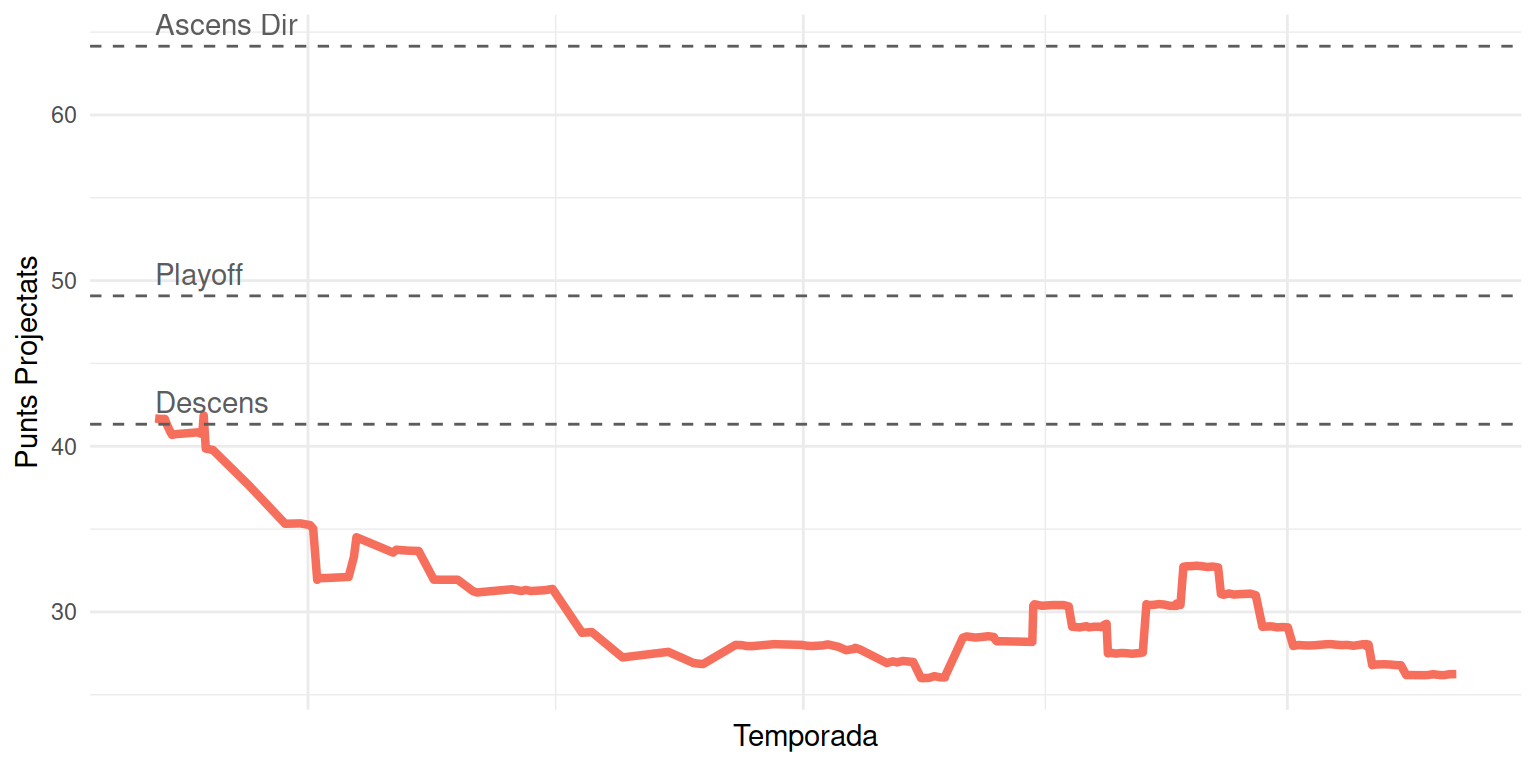 Ascens Dir
60
Playoff
50
Descens
40
30
Punts Projectats
Temporada